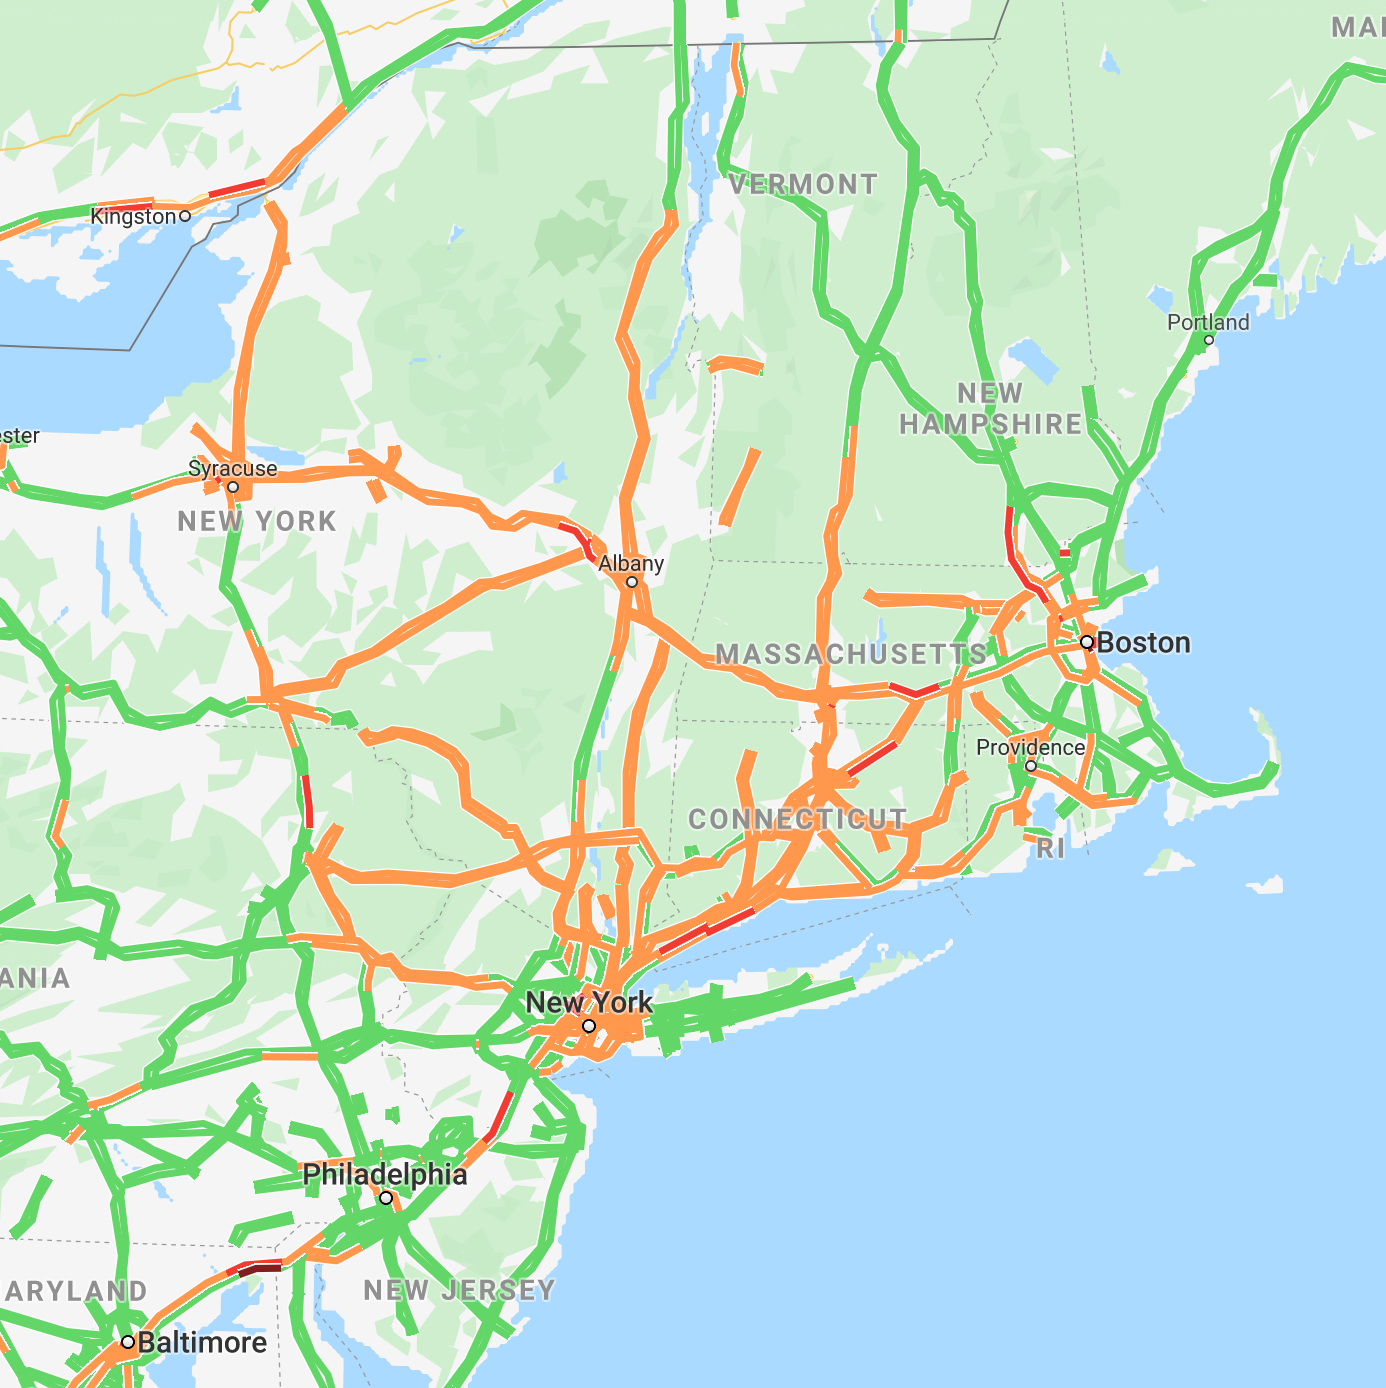 MAI
VERMONT
Kingston
Portland
NEW
HAMPSHIRE
ester
Syracuse
NEW YORK
Albany
Boston
MASSACHUSETTS
Providence
CONNECTICUT
RI
ANIA
New York
Philadelphia
ARYLAND
NEW JERSEY
Baltimore